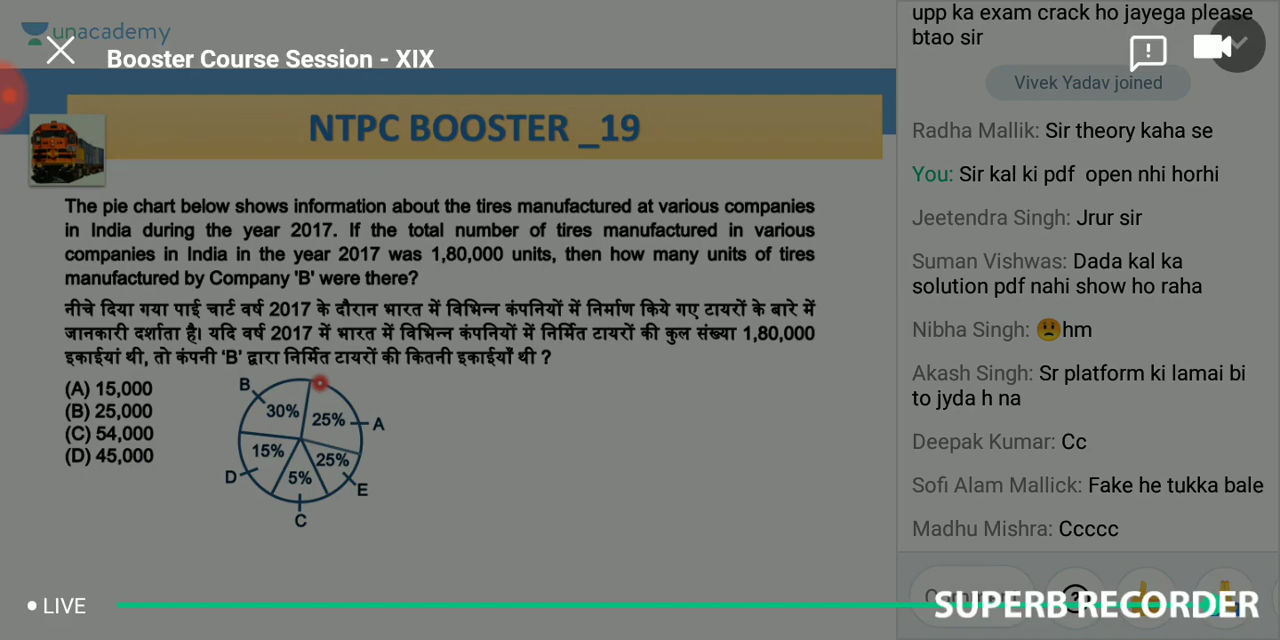 unacademy
Booster Course Session - XIX
NTPC BOOSTER _19
The pie chart below shows information about the tires manufactured at various companies
in India during the year 2017. If the total number of tires manufactured in various
companies in India in the year 2017 was 1,80,000 units, then how many units of tires
manufactured by Company 'B' were there?
नीचे दिया गया पाई चार्ट वर्ष 2017 के दौरान भारत में विभिन्न कंपनियों में निर्माण किये गए टायरों के बारे में
जानकारी दर्शाता है। यदि वर्ष 2017 में भारत में विभिन्न कंपनियों में निर्मित टायरों की कुल संख्या 1,80,000
इकाईयां थी, तो कंपनी 'B' द्वारा निर्मित टायरों की कितनी इकाईयाँ थी ?
(A) 15,000
(B) 25,000
(C) 54,000
(D) 45,000
B
30%
25%
A
15%
25%
D
5%
E
C
LIVE
upp ka exam crack ho jayega please
btao sir
Vivek Yadav joined
Radha Mallik: Sir theory kaha se
You: Sir kal ki pdf open nhi horhi
Jeetendra Singh: Jrur sir
Suman Vishwas: Dada kal ka
solution pdf nahi show ho raha
Nibha Singh: 🙁hm
Akash Singh: Sr platform ki lamai bi
to jyda h na
Deepak Kumar: Cc
Sofi Alam Mallick: Fake he tukka bale
Madhu Mishra: Ccccc
SUPERB RECORDER